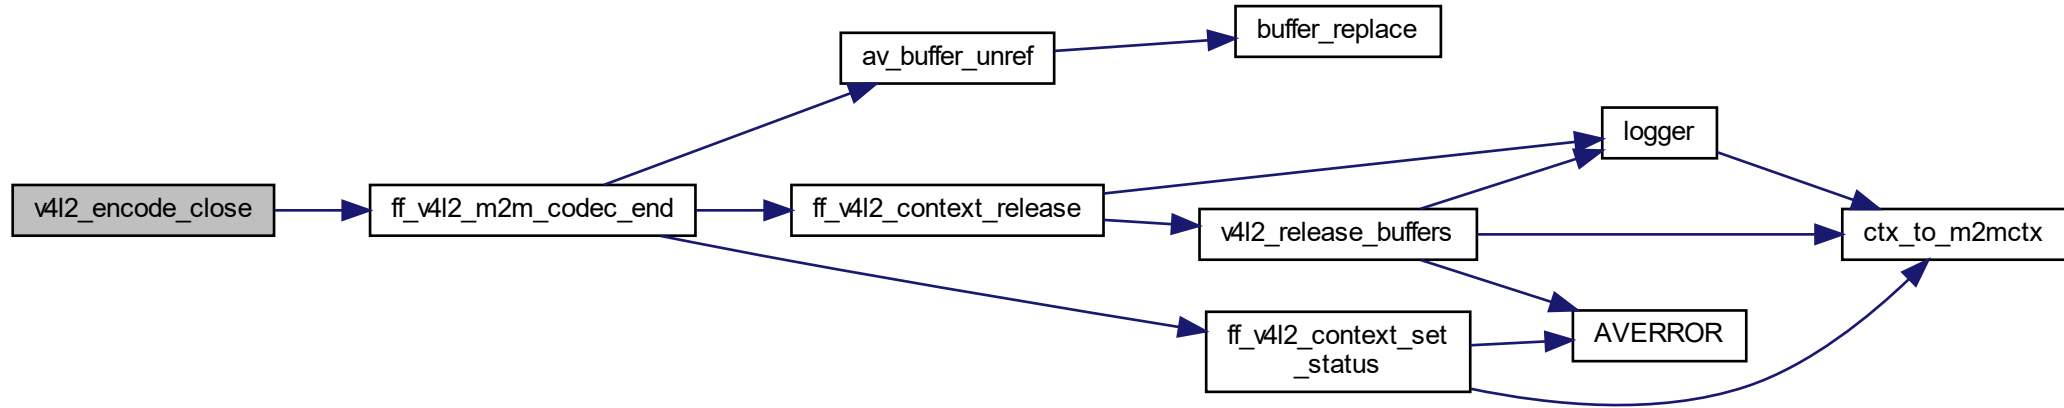 v4l2_encode_close
ff_v4l2_m2m_codec_end
av_buffer_unref
buffer_replace
ff_v4l2_context_release
logger
v4l2_release_buffers
ctx_to_m2mctx
ff_v4l2_context_set
_status
AVERROR